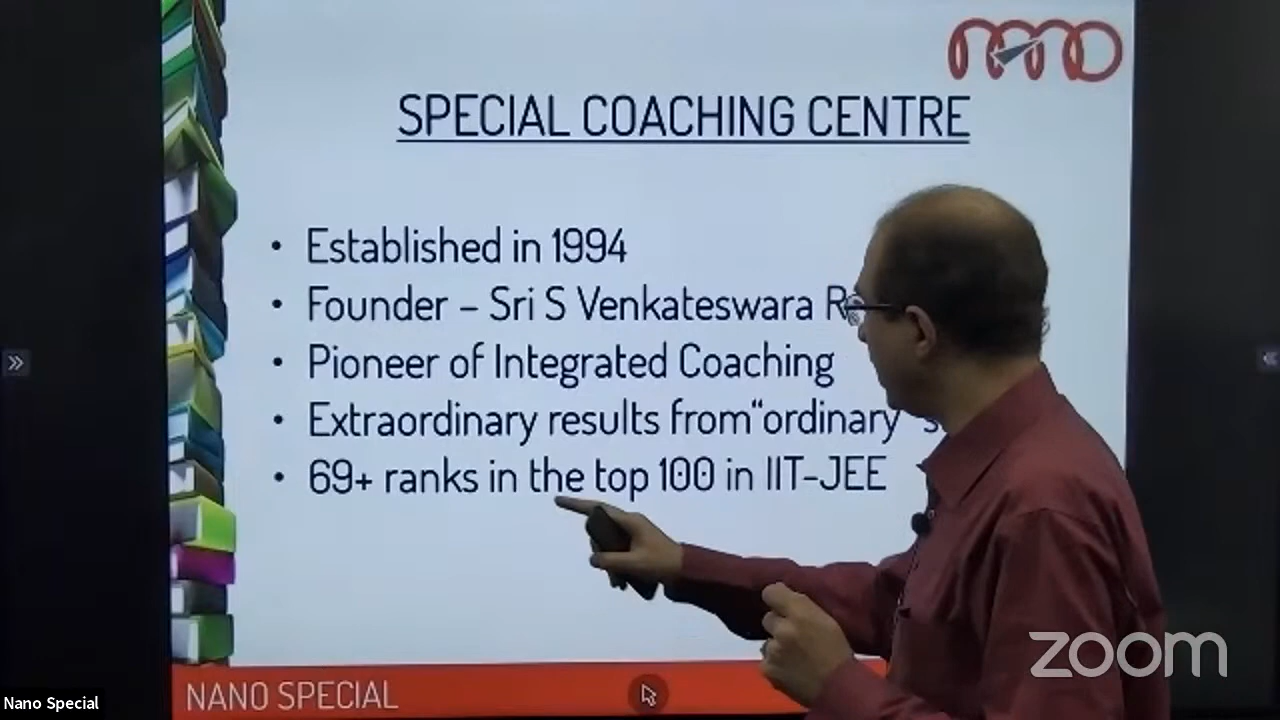 nano
SPECIAL COACHING CENTRE
• Established in 1994
• Founder – Sri S Venkateswara
• Pioneer of Integrated Coaching
• Extraordinary results from“ordinary”
• 69+ ranks in the top 100 in IIT-JEE
NANO SPECIAL
zoom
Nano Special